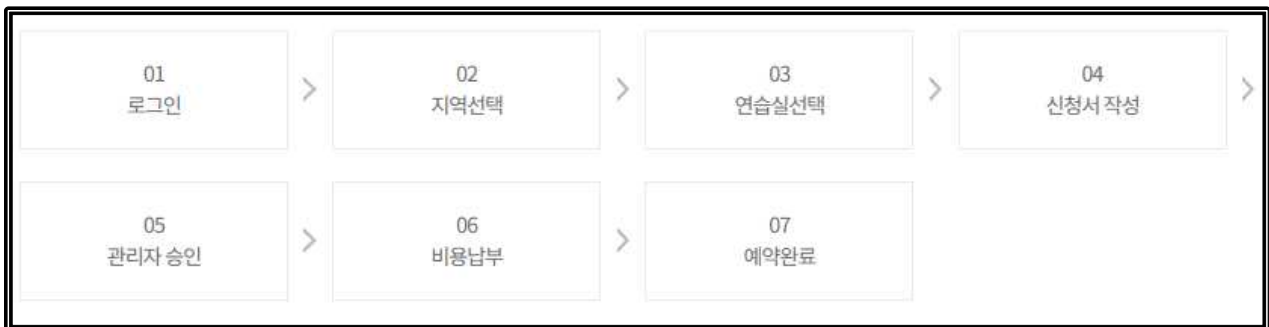 01
로그인
02
지역선택
03
연습실선택
04
신청서 작성
05
관리자 승인
06
비용납부
07
예약완료